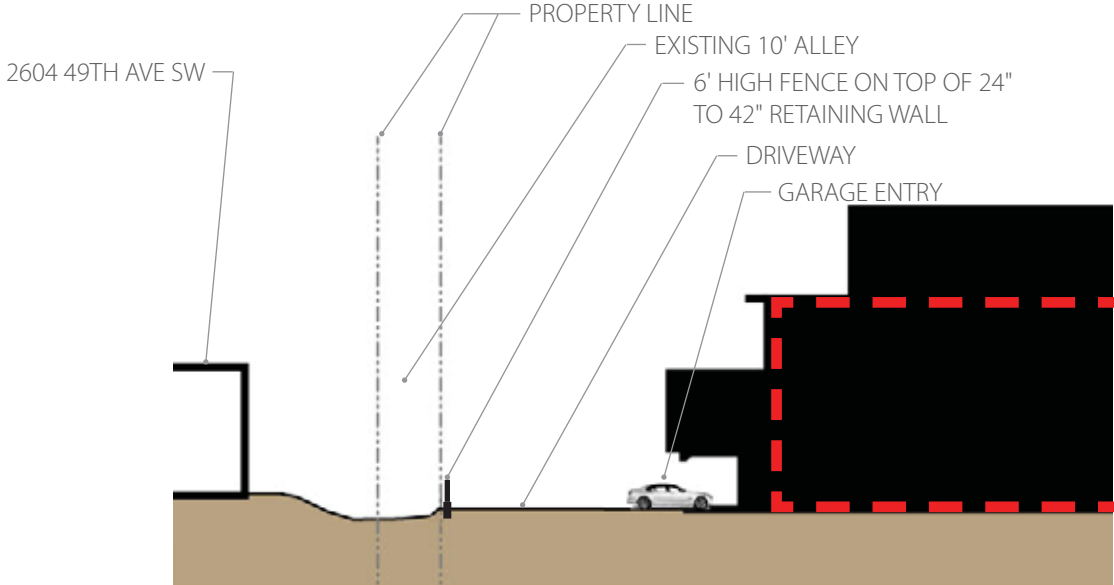 PROPERTY LINE
EXISTING 10' ALLEY
2604 49TH AVE SW
6' HIGH FENCE ON TOP OF 24"
TO 42" RETAINING WALL
DRIVEWAY
GARAGE ENTRY